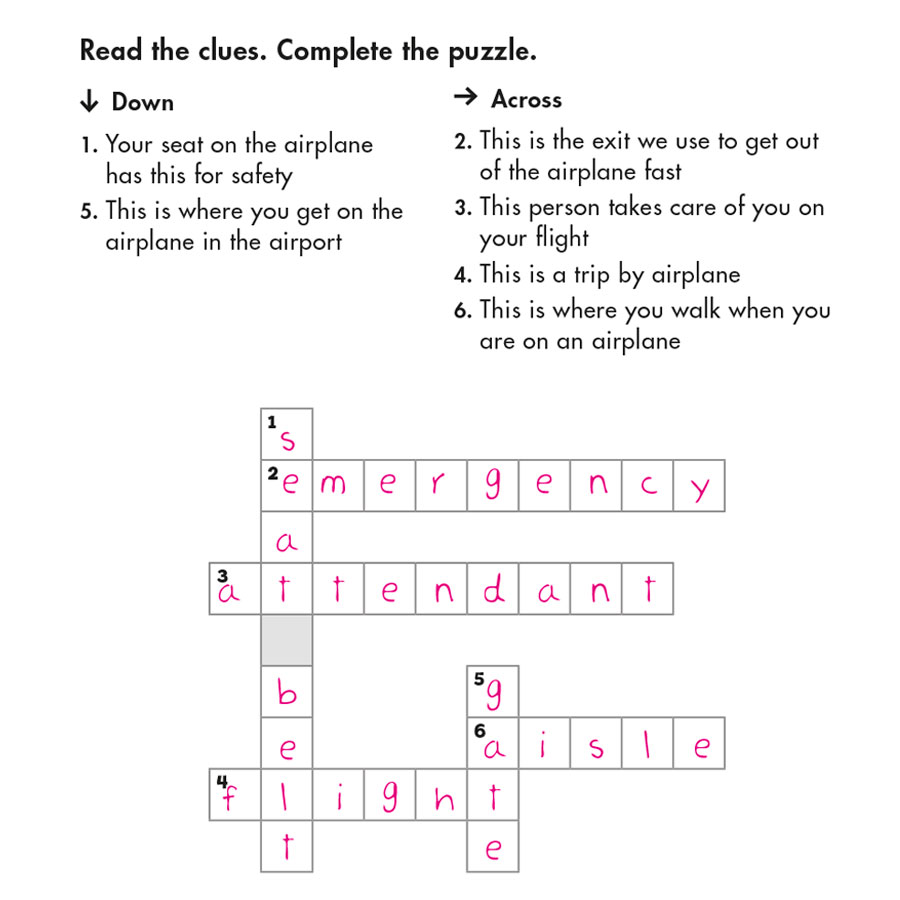 Read the clues. Complete the puzzle.
↓ Down
1. Your seat on the airplane
has this for safety
5. This is where you get on the
airplane in the airport
→ Across
2. This is the exit we use to get out
of the airplane fast
3. This person takes care of you on
your flight
4. This is a trip by airplane
6. This is where you walk when you
are on an airplane
1 s
2 e m e r g e n c y
a
3 a t t e n d a n t
b 5 g
e 6 a i s l e
4 f l i g h t
t e